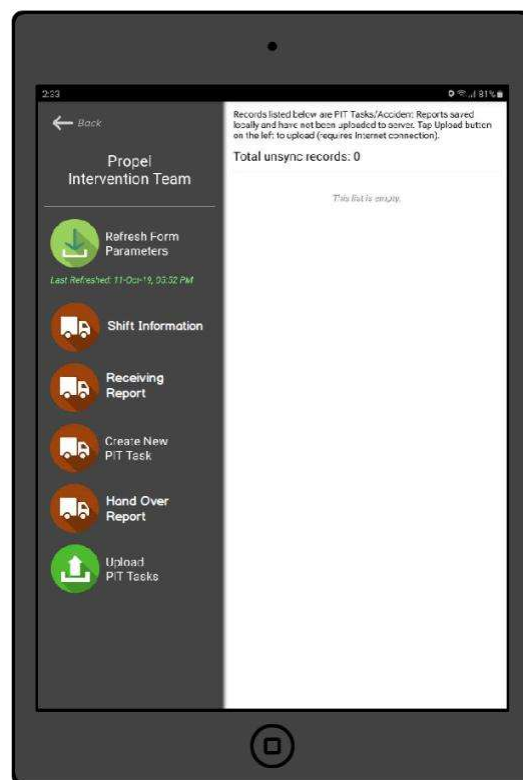 2:33
81%
Back
Propel
Intervention Team
Refresh Form
Parameters
Last Refreshed: 11-Oct-19, 03:52 PM
Shift Information
Receiving
Report
Create New
PIT Task
Hand Over
Report
Upload
PIT Tasks
Records listed below are PIT Tasks/Accident Reports saved
locally and have not been uploaded to server. Tap Upload button
on the left to upload (requires Internet connection).
Total unsync records: 0
This list is empty.